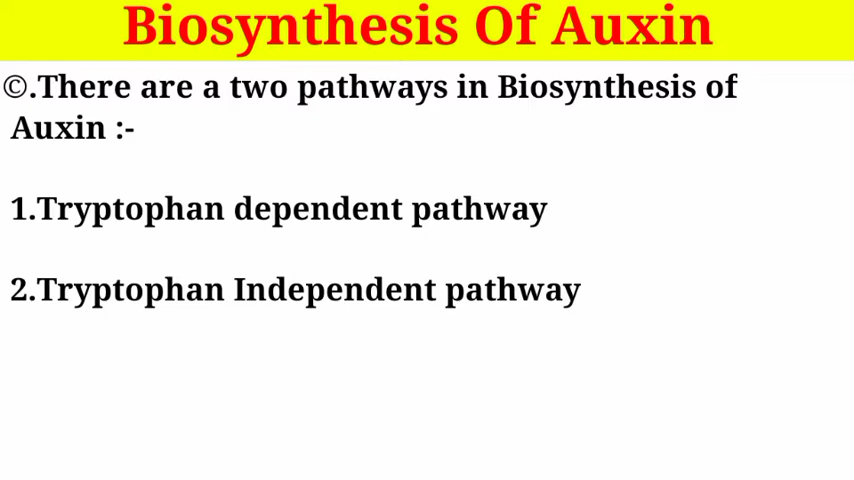 Biosynthesis Of Auxin
©.There are a two pathways in Biosynthesis of
Auxin :-
1.Tryptophan dependent pathway
2.Tryptophan Independent pathway